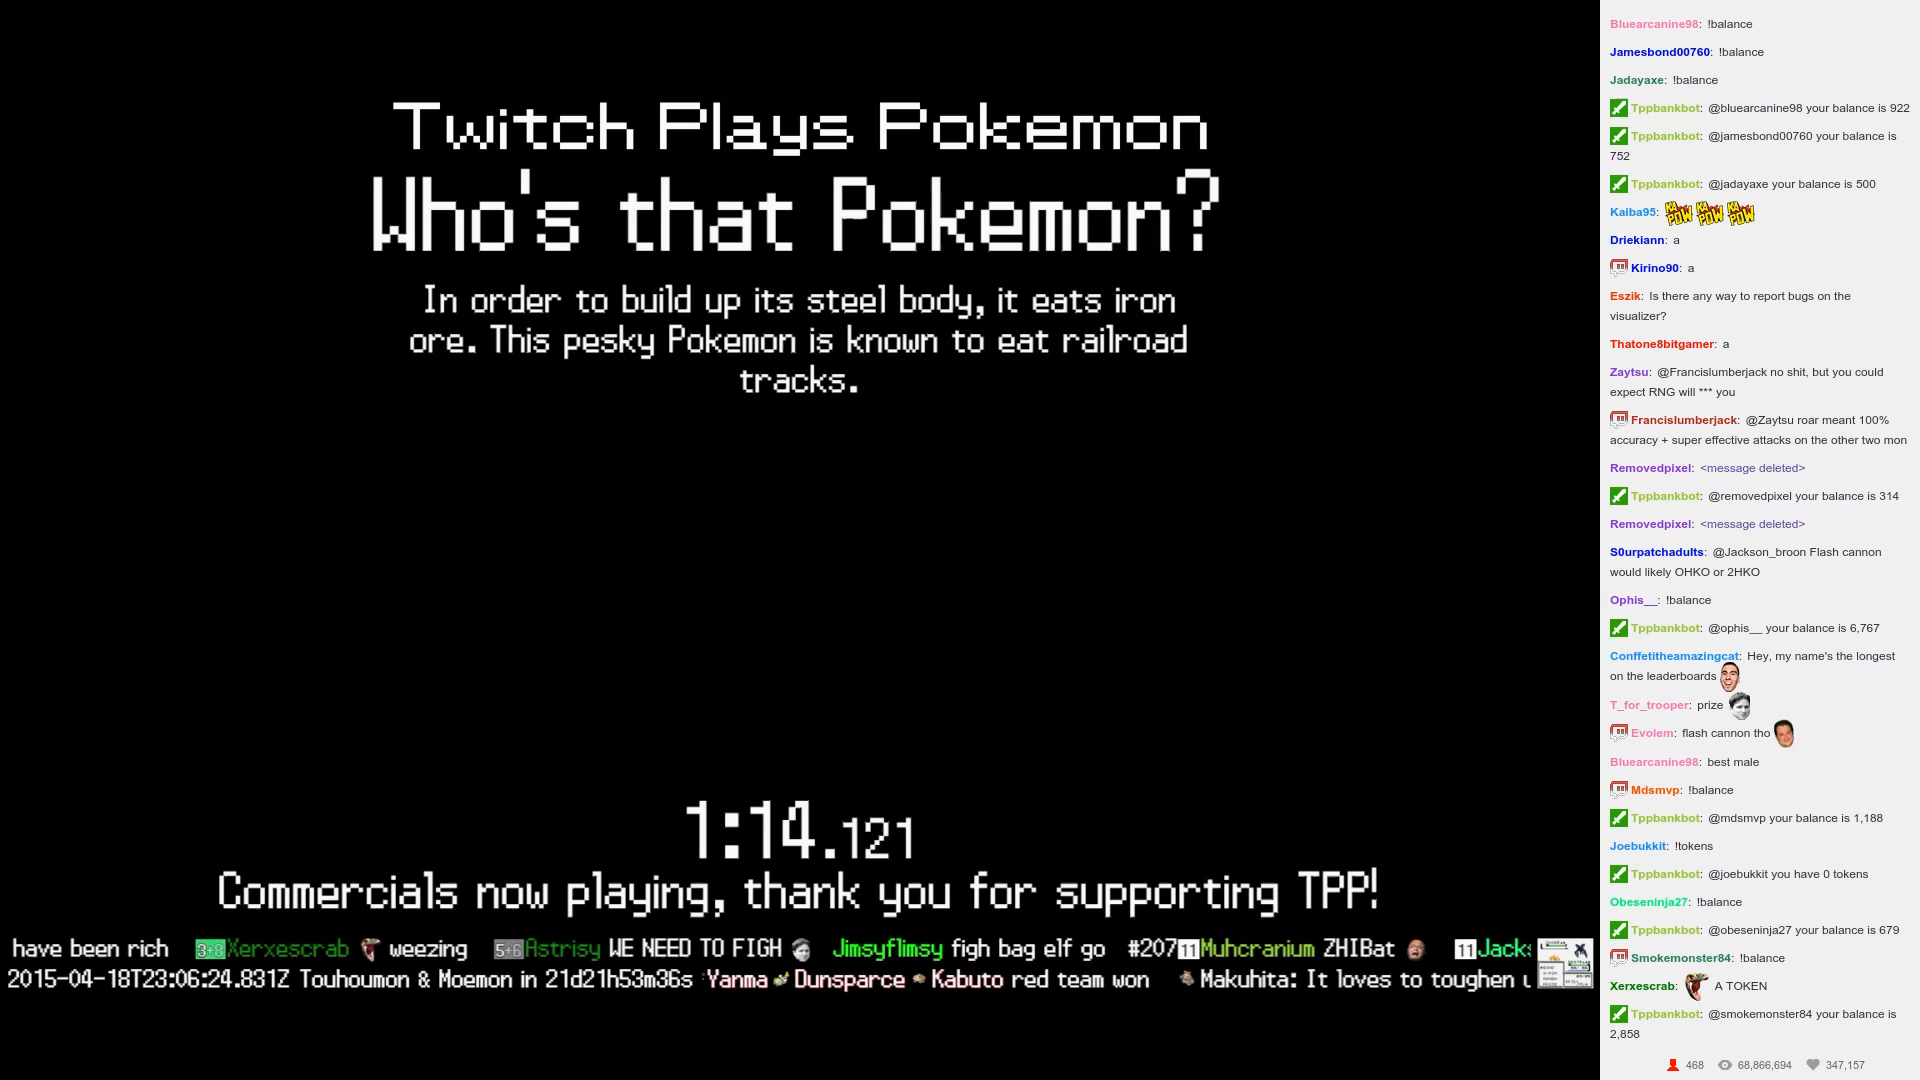 Twitch Plays Pokemon
Who's that Pokemon?
In order to build up its steel body, it eats iron
ore. This pesky Pokemon is known to eat railroad
tracks.
1:14.121
Commercials now playing, thank you for supporting TPP!
have been rich 3+8 Xerxescrab weezing 5+6 Astrisy WE NEED TO FIGH Jimsyflimsy figh bag elf go #207 11 Muhcranium ZHIBat 11 Jacks
2015-04-18T23:06:24.831Z Touhoumon & Moemon in 21d21h53m36s Yanma Dunsparce Kabuto red team won Makuhita: It loves to toughen u
Bluearcanine98: !balance
Jamesbond00760: !balance
Jadayaxe: !balance
Tppbankbot: @bluearcanine98 your balance is 922
Tppbankbot: @jamesbond00760 your balance is
752
Tppbankbot: @jadayaxe your balance is 500
Kaiba95: KA POW KA POW KA POW
Driekiann: a
Kirino90: a
Eszik: Is there any way to report bugs on the
visualizer?
Thatone8bitgamer: a
Zaytsu: @Francislumberjack no shit, but you could
expect RNG will *** you
Francislumberjack: @Zaytsu roar meant 100%
accuracy + super effective attacks on the other two mon
Removedpixel: <message deleted>
Tppbankbot: @removedpixel your balance is 314
Removedpixel: <message deleted>
S0urpatchadults: @Jackson_broon Flash cannon
would likely OHKO or 2HKO
Ophis__: !balance
Tppbankbot: @ophis__ your balance is 6,767
Conffetitheamazingcat: Hey, my name's the longest
on the leaderboards
T_for_trooper: prize
Evolem: flash cannon tho
Bluearcanine98: best male
Mdsmvp: !balance
Tppbankbot: @mdsmvp your balance is 1,188
Joebukkit: !tokens
Tppbankbot: @joebukkit you have 0 tokens
Obeseninja27: !balance
Tppbankbot: @obeseninja27 your balance is 679
Smokemonster84: !balance
Xerxescrab: A TOKEN
Tppbankbot: @smokemonster84 your balance is
2,858
468 68,866,694 347,157